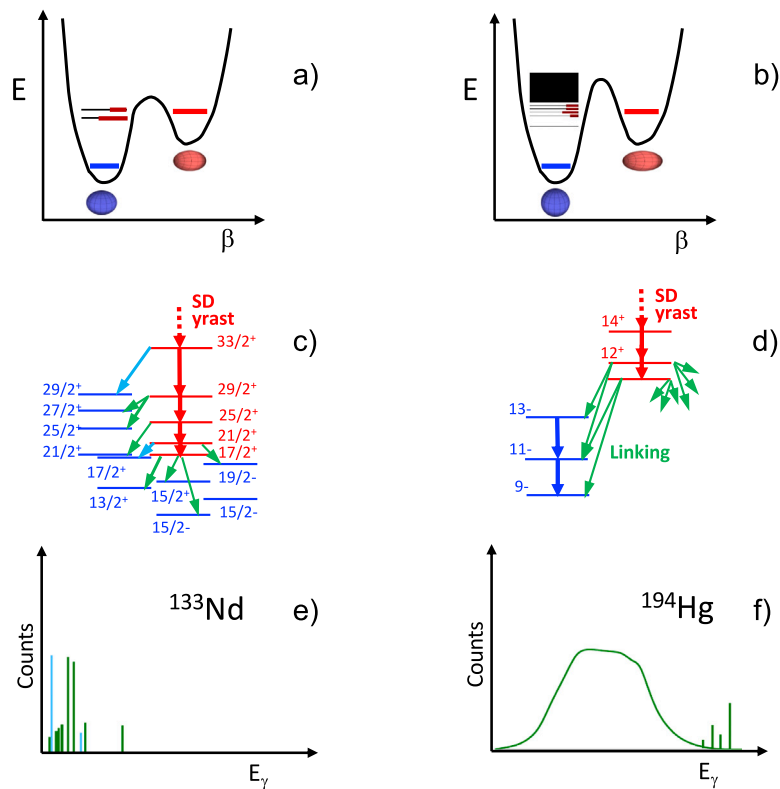 a)
E
β
b)
E
β
SD
yrast
c)
33/2⁺
29/2⁺
29/2⁺
27/2⁺
25/2⁺
25/2⁺
21/2⁺
21/2⁺
17/2⁺
17/2⁺
19/2-
13/2⁺
15/2⁺
15/2-
15/2-
SD
yrast
d)
14⁺
12⁺
13-
11-
Linking
9-
¹³³Nd
e)
Counts
Eγ
¹⁹⁴Hg
f)
Counts
Eγ